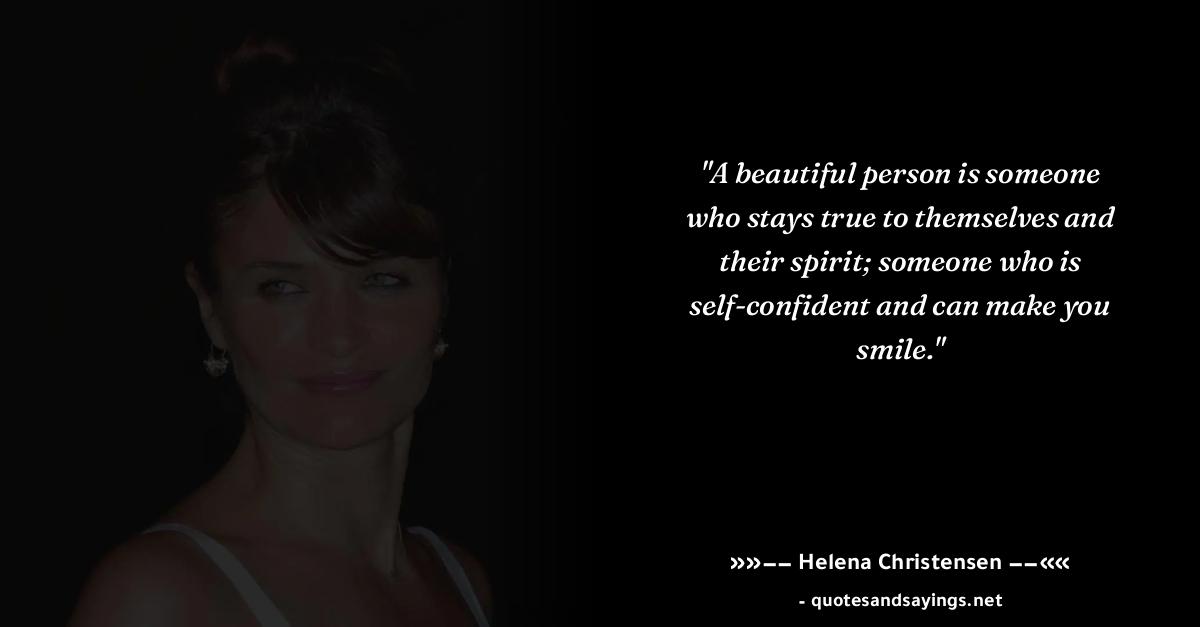 "A beautiful person is someone
who stays true to themselves and
their spirit; someone who is
self-confident and can make you
smile."
»»−− Helena Christensen −−««
- quotesandsayings.net